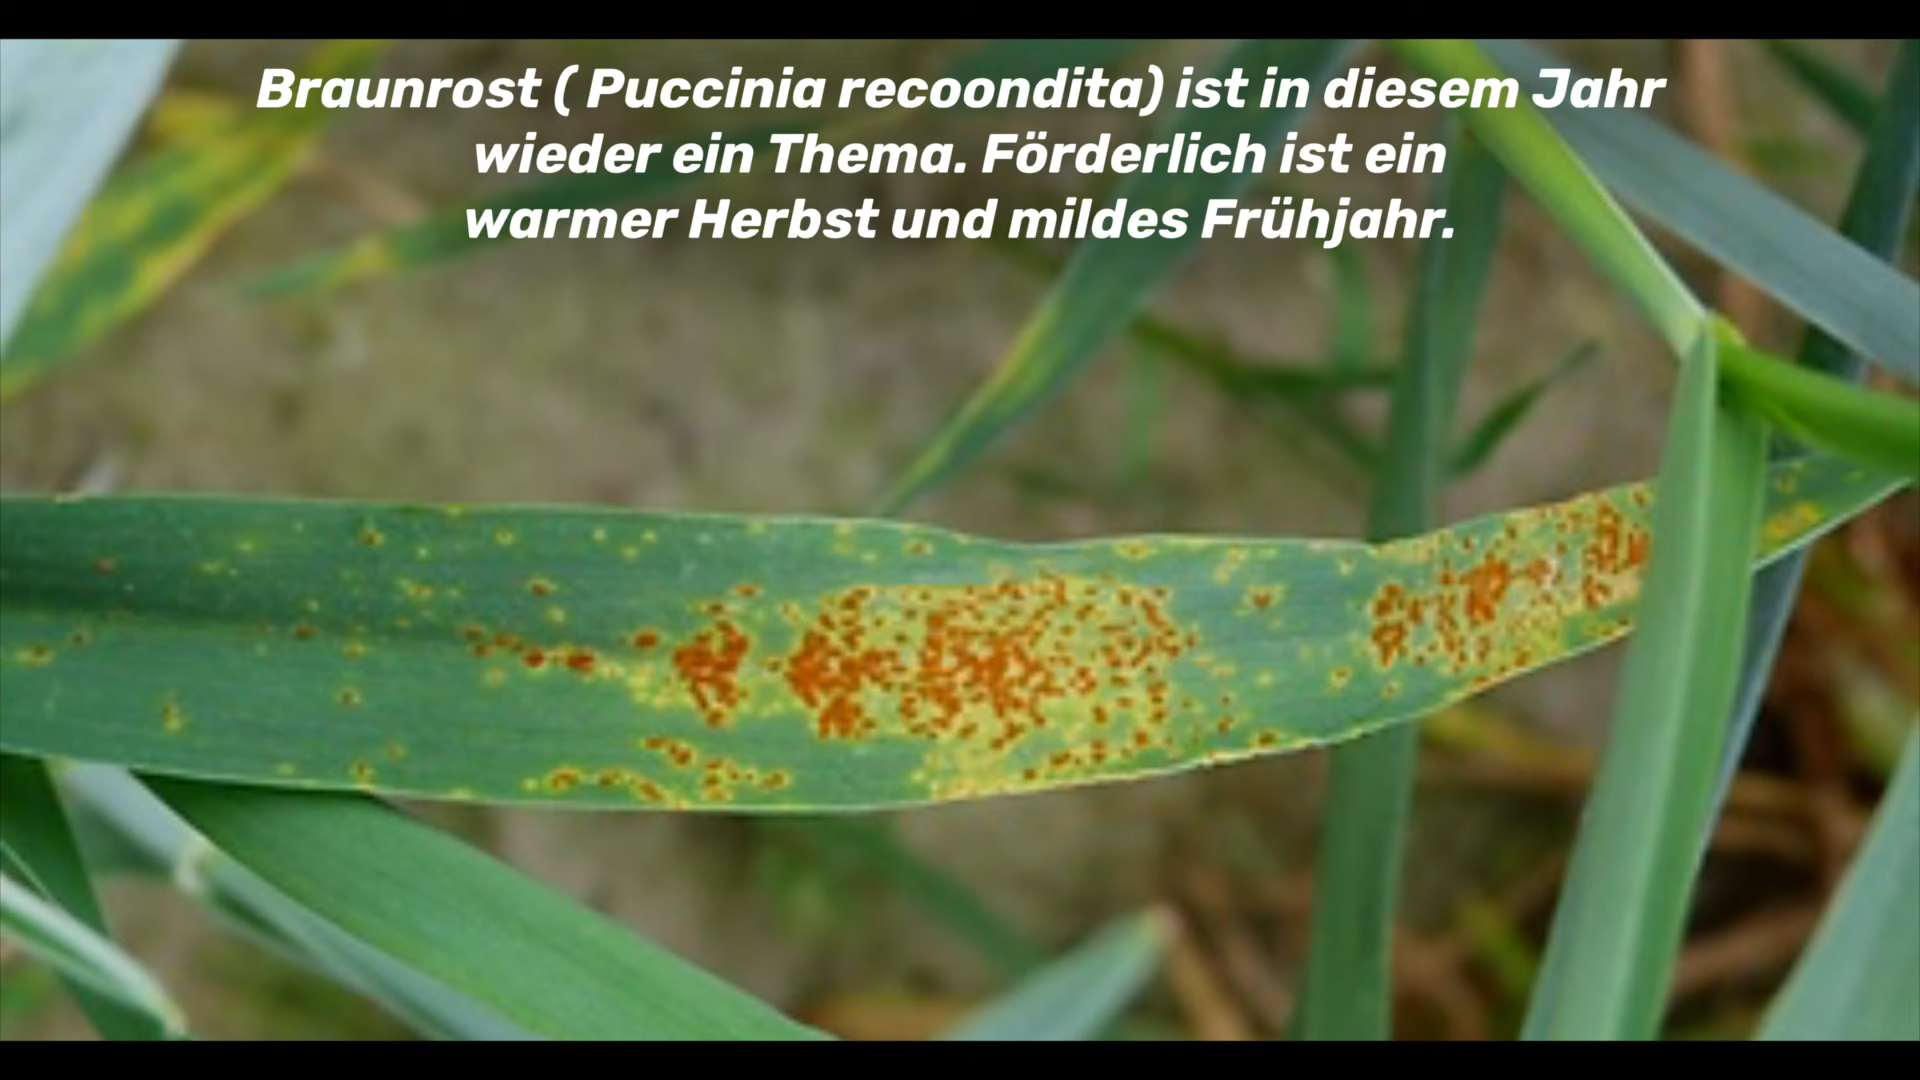 Braunrost ( Puccinia recoondita) ist in diesem Jahr
wieder ein Thema. Förderlich ist ein
warmer Herbst und mildes Frühjahr.